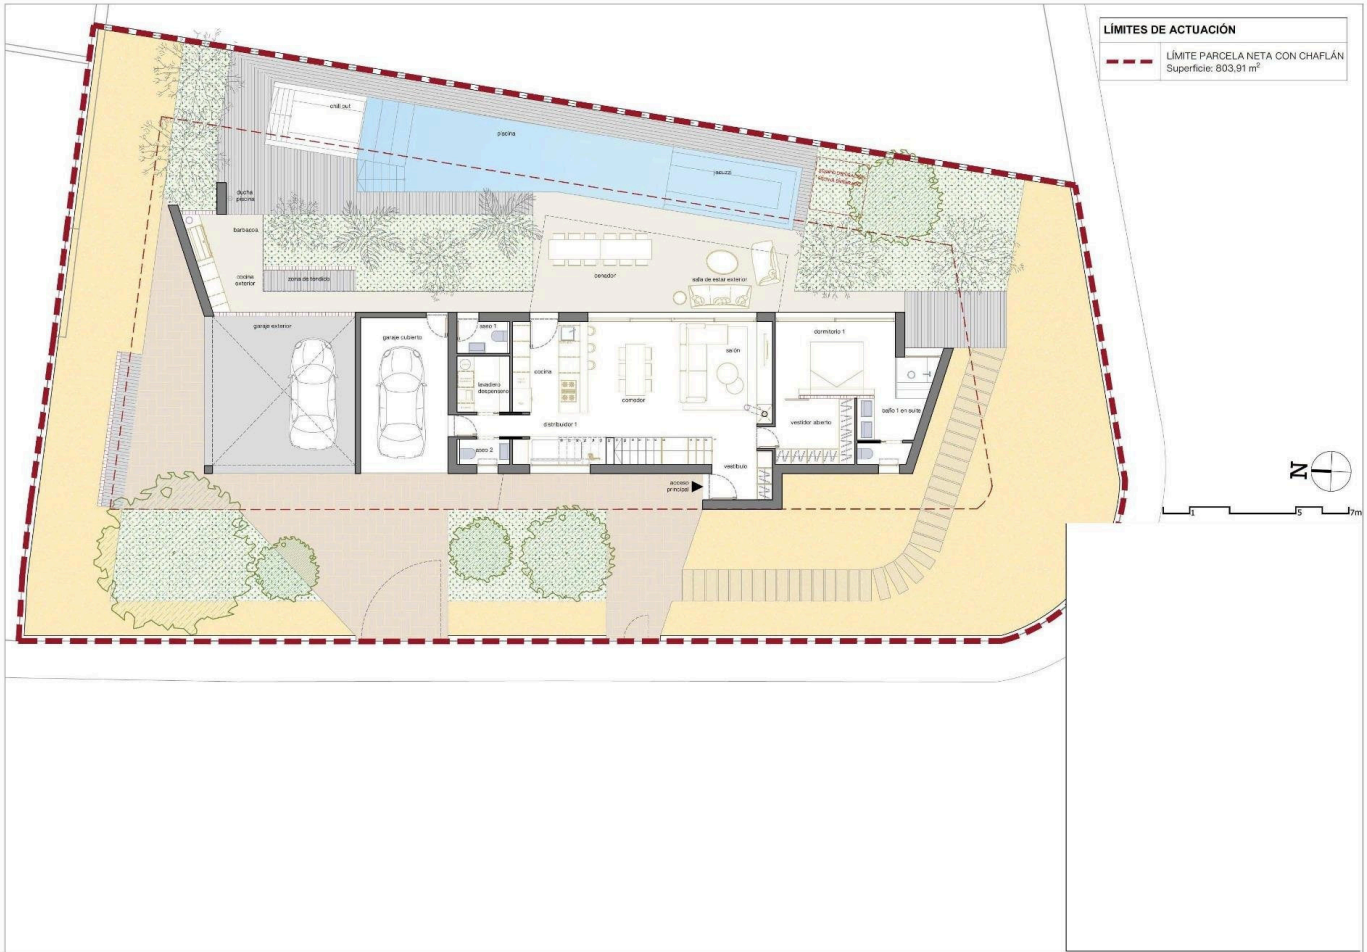 LÍMITES DE ACTUACIÓN
LÍMITE PARCELA NETA CON CHAFLÁN
Superficie: 803,91 m²
chill out
piscina
jacuzzi
ducha
piscina
barbacoa
cocina
exterior
zona de tendido
cenador
sala de estar exterior
garaje exterior
garaje cubierto
aseo 1
lavadero
despensero
cocina
comedor
salón
dormitorio 1
distribuidor 1
aseo 2
vestidor abierto
baño 1 en suite
vestíbulo
acceso
principal
N
1
5
7m